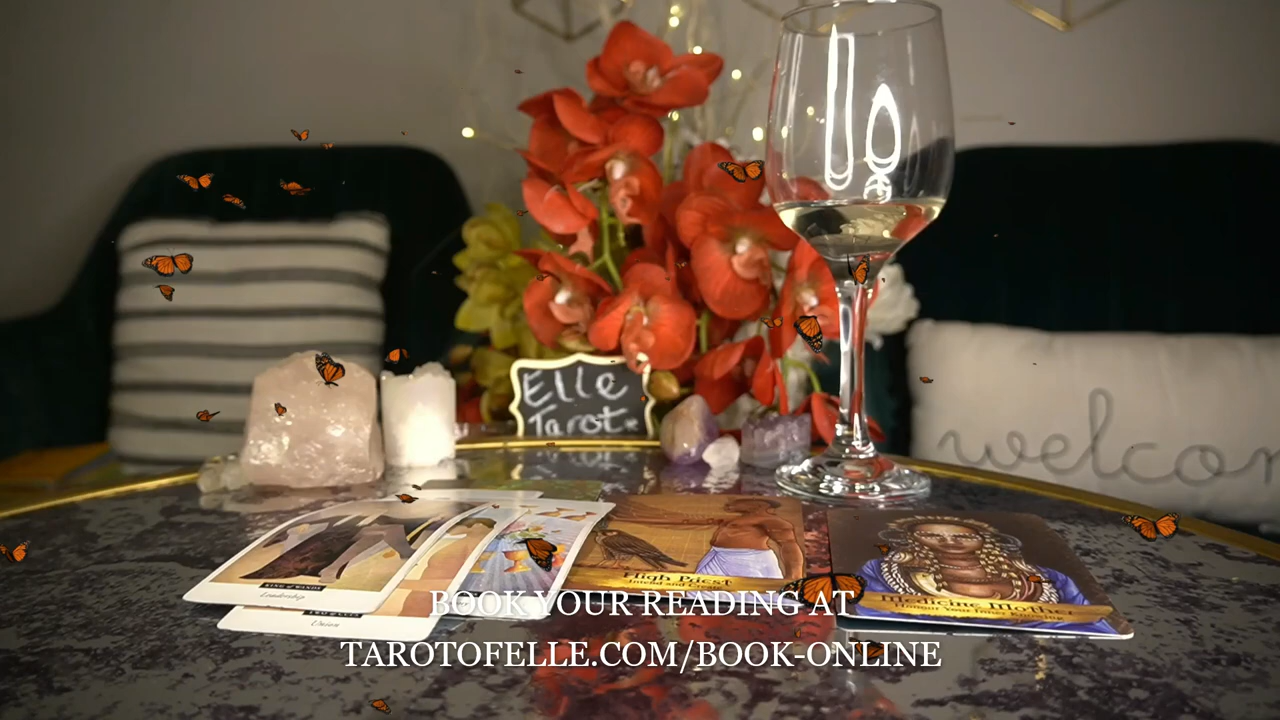 Elle
Tarot
welcom
High Priest
Medicine Mother
KING of WANDS
Leadership
TWO of CUPS
Union
BOOK YOUR READING AT
TAROTOFELLE.COM/BOOK-ONLINE